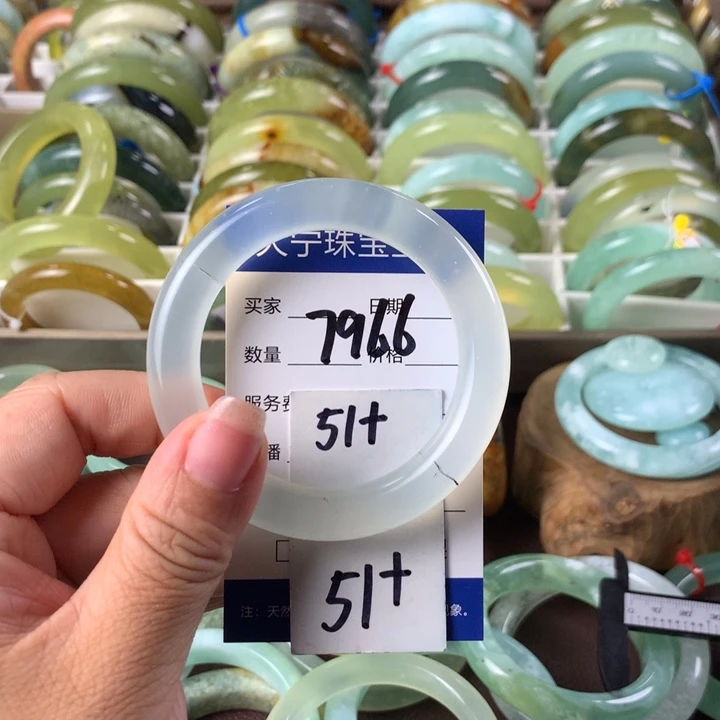 宁珠宝
买家 日期
7966
数量 价格
服务费
51+
播
51+
注：天然 象。